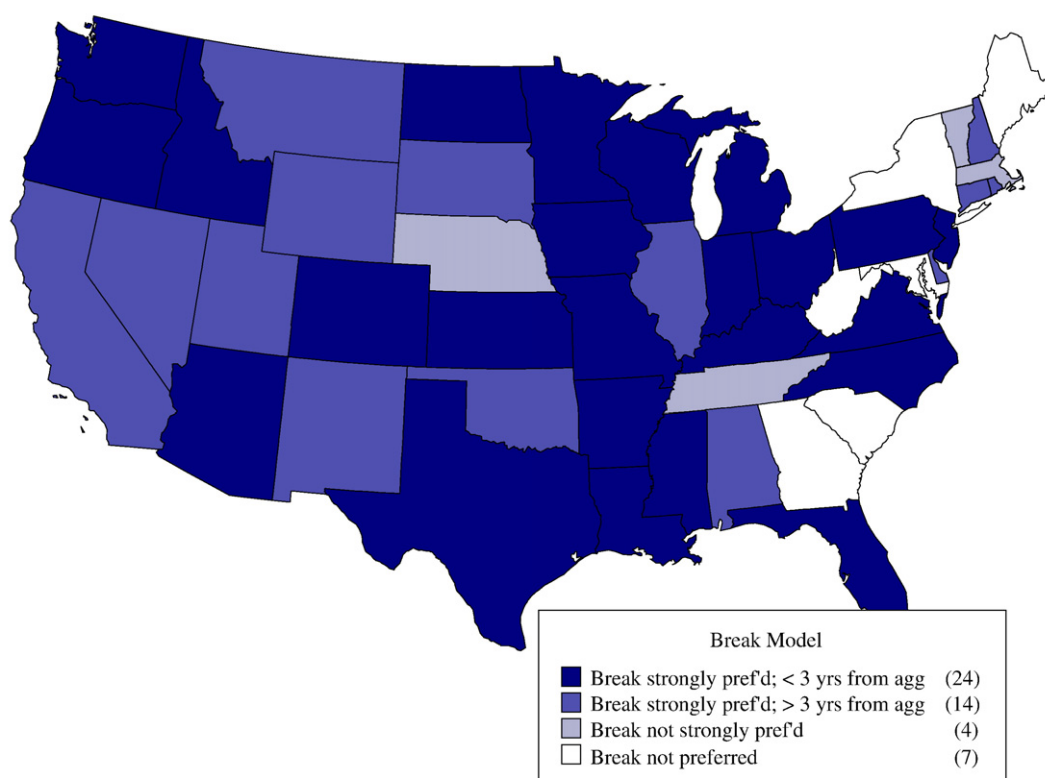 Break Model
Break strongly pref'd; < 3 yrs from agg (24)
Break strongly pref'd; > 3 yrs from agg (14)
Break not strongly pref'd (4)
Break not preferred (7)